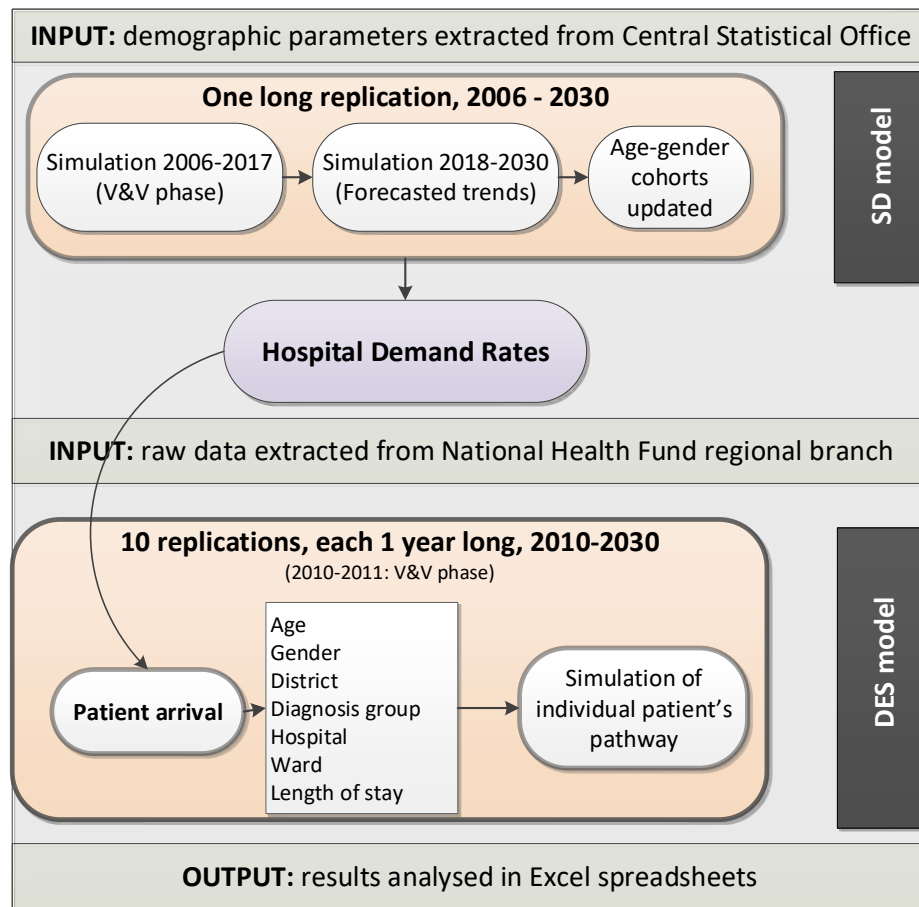 INPUT: demographic parameters extracted from Central Statistical Office
One long replication, 2006 - 2030
Simulation 2006-2017
(V&V phase)
Simulation 2018-2030
(Forecasted trends)
Age-gender
cohorts
updated
SD model
Hospital Demand Rates
INPUT: raw data extracted from National Health Fund regional branch
10 replications, each 1 year long, 2010-2030
(2010-2011: V&V phase)
Patient arrival
Age
Gender
District
Diagnosis group
Hospital
Ward
Length of stay
Simulation of
individual patient’s
pathway
DES model
OUTPUT: results analysed in Excel spreadsheets